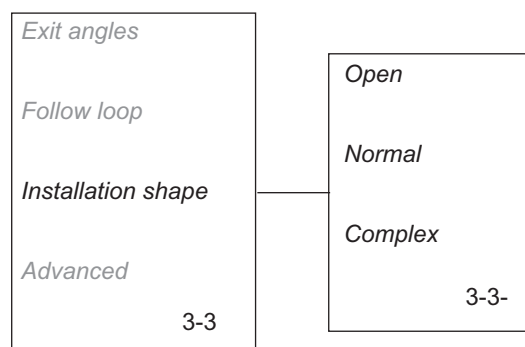 Exit angles
Follow loop
Installation shape
Advanced
3-3
Open
Normal
Complex
3-3-